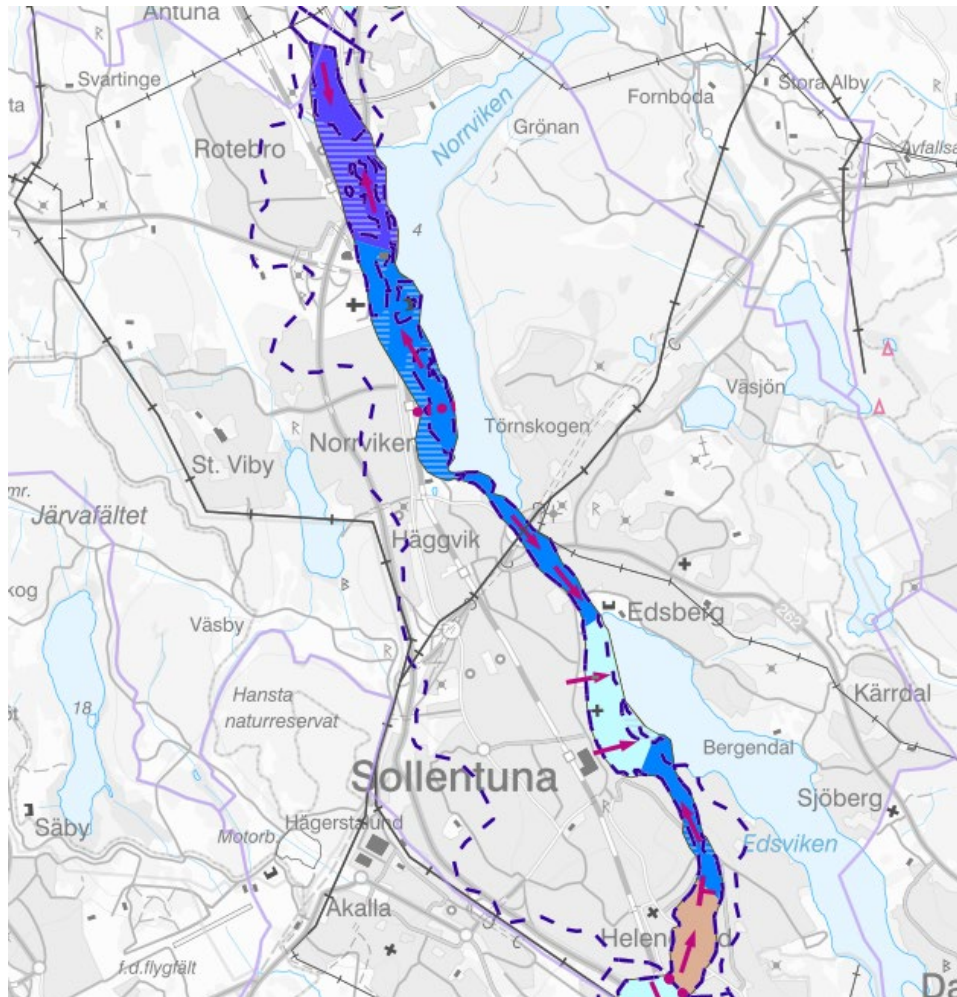 Antuna
Svartinge
Stora Alby
Fornboda
Norrviken
Grönan
Rotebro
4
Väsjön
Törnskogen
Norrviken
St. Viby
Järvafältet
Häggvik
Edsberg
262
Väsby
Kärrdal
Hansta
naturreservat
18
Bergendal
Sollentuna
Sjöberg
Säby
Hägerstalund
Motorb.
Edsviken
Akalla
f.d.flygfält
Da